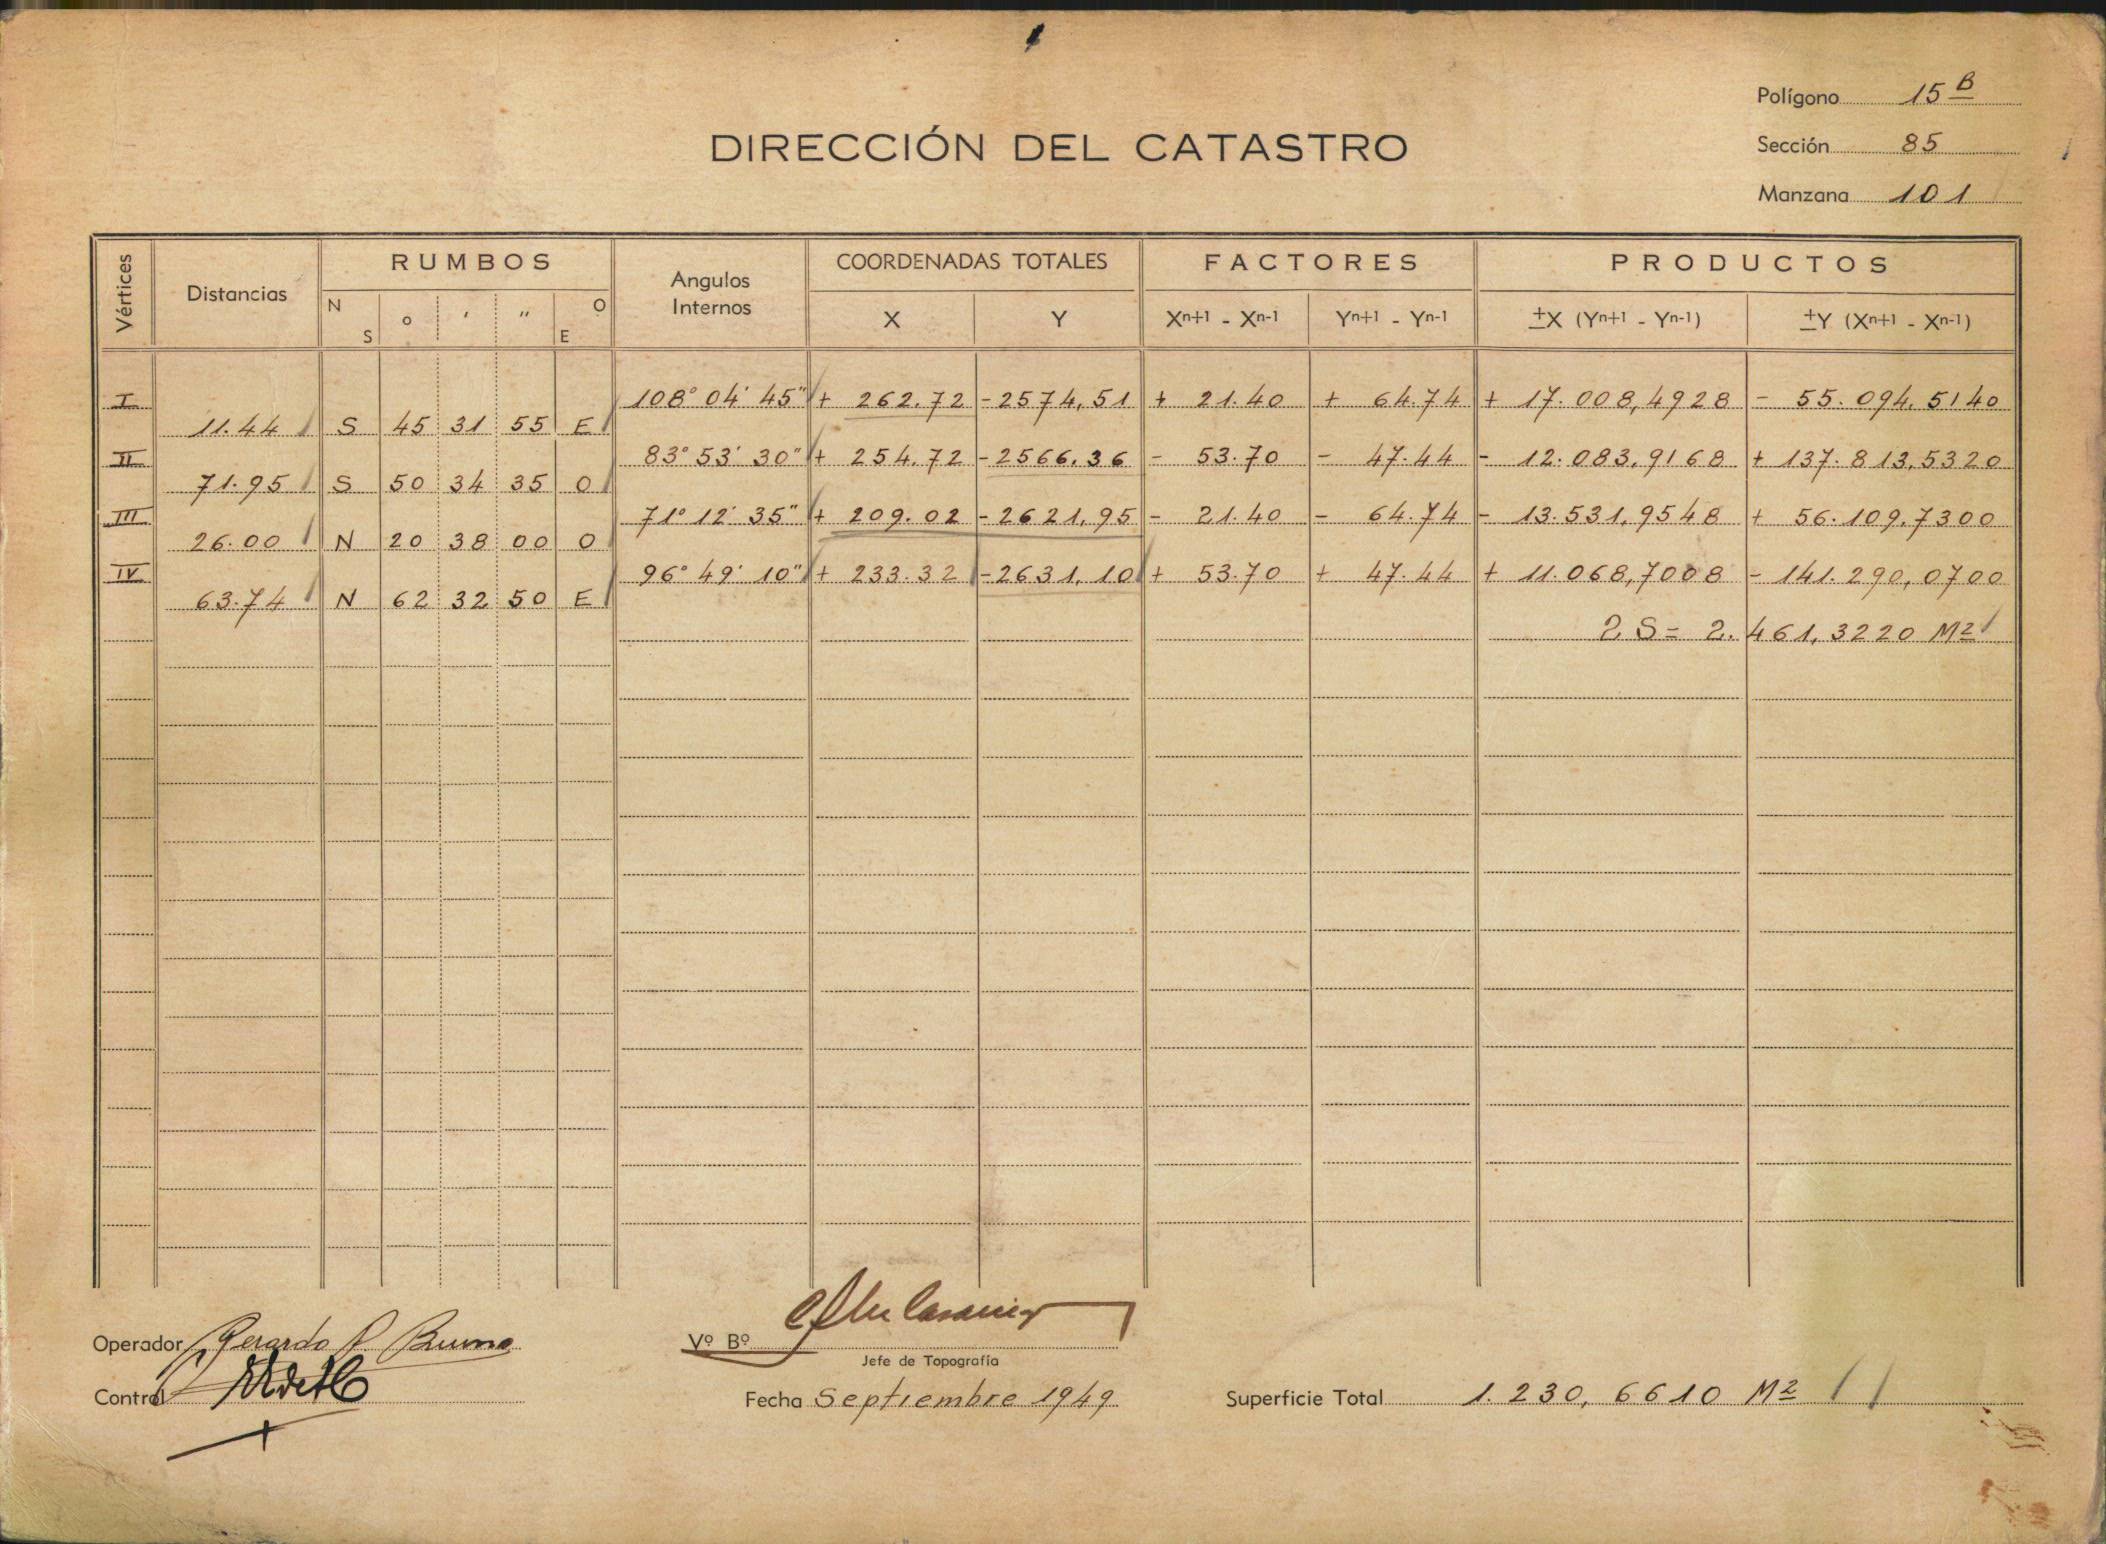 Polígono 15 B
DIRECCIÓN DEL CATASTRO
Sección 85
Manzana 101
Vértices Distancias RUMBOS Angulos Internos COORDENADAS TOTALES FACTORES PRODUCTOS
N S o ' " O E X Y Xn+1 - Xn-1 Yn+1 - Yn-1 ±X (Yn+1 - Yn-1) ±Y (Xn+1 - Xn-1)
I 108° 04' 45" + 262.72 -2574,51 + 21.40 + 64.74 + 17.008,4928 - 55.094,5140
11.44 S 45 31 55 E
II 83° 53' 30" + 254.72 -2566.36 - 53.70 - 47.44 - 12.083,9168 + 137.813,5320
71.95 S 50 34 35 O
III 71° 12' 35" + 209.02 -2621,95 - 21.40 - 64.74 - 13.531,9548 + 56.109,7300
26.00 N 20 38 00 O
IV 96° 49' 10" + 233.32 -2631,10 + 53.70 + 47.44 + 11.068,7008 - 141.290,0700
63.74 N 62 32 50 E
2 S = 2.461,3220 M2
Operador Gerardo P Bruno
Vº Bº
Jefe de Topografía
Control
Fecha Septiembre 1949
Superficie Total 1.230,6610 M2